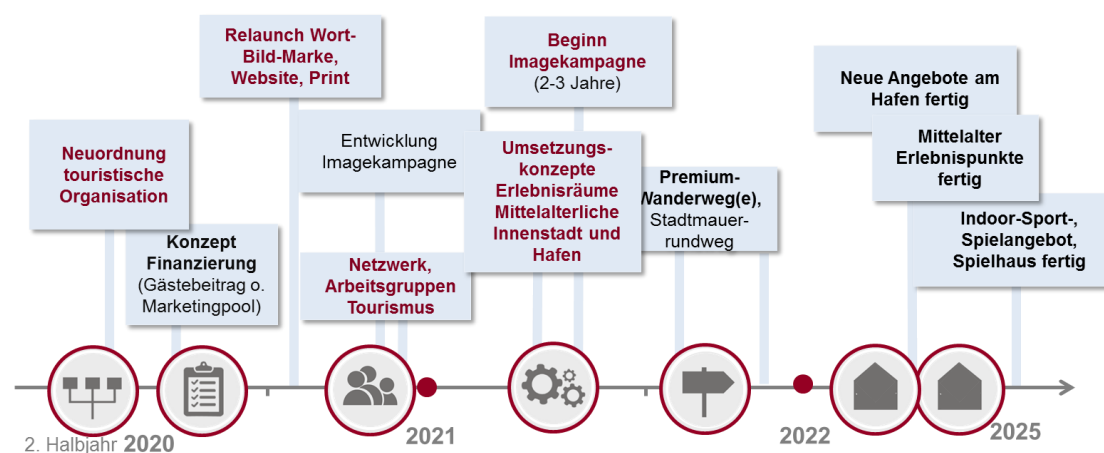 Relaunch Wort-
Bild-Marke,
Website, Print
Beginn
Imagekampagne
(2-3 Jahre)
Neue Angebote am
Hafen fertig
Neuordnung
touristische
Organisation
Entwicklung
Imagekampagne
Umsetzungs-
konzepte
Erlebnisräume
Mittelalterliche
Innenstadt und
Hafen
Mittelalter
Erlebnispunkte
fertig
Premium-
Wanderweg(e),
Stadtmauer-
rundweg
Konzept
Finanzierung
(Gästebeitrag o.
Marketingpool)
Netzwerk,
Arbeitsgruppen
Tourismus
Indoor-Sport-,
Spielangebot,
Spielhaus fertig
2. Halbjahr 2020
2021
2022
2025